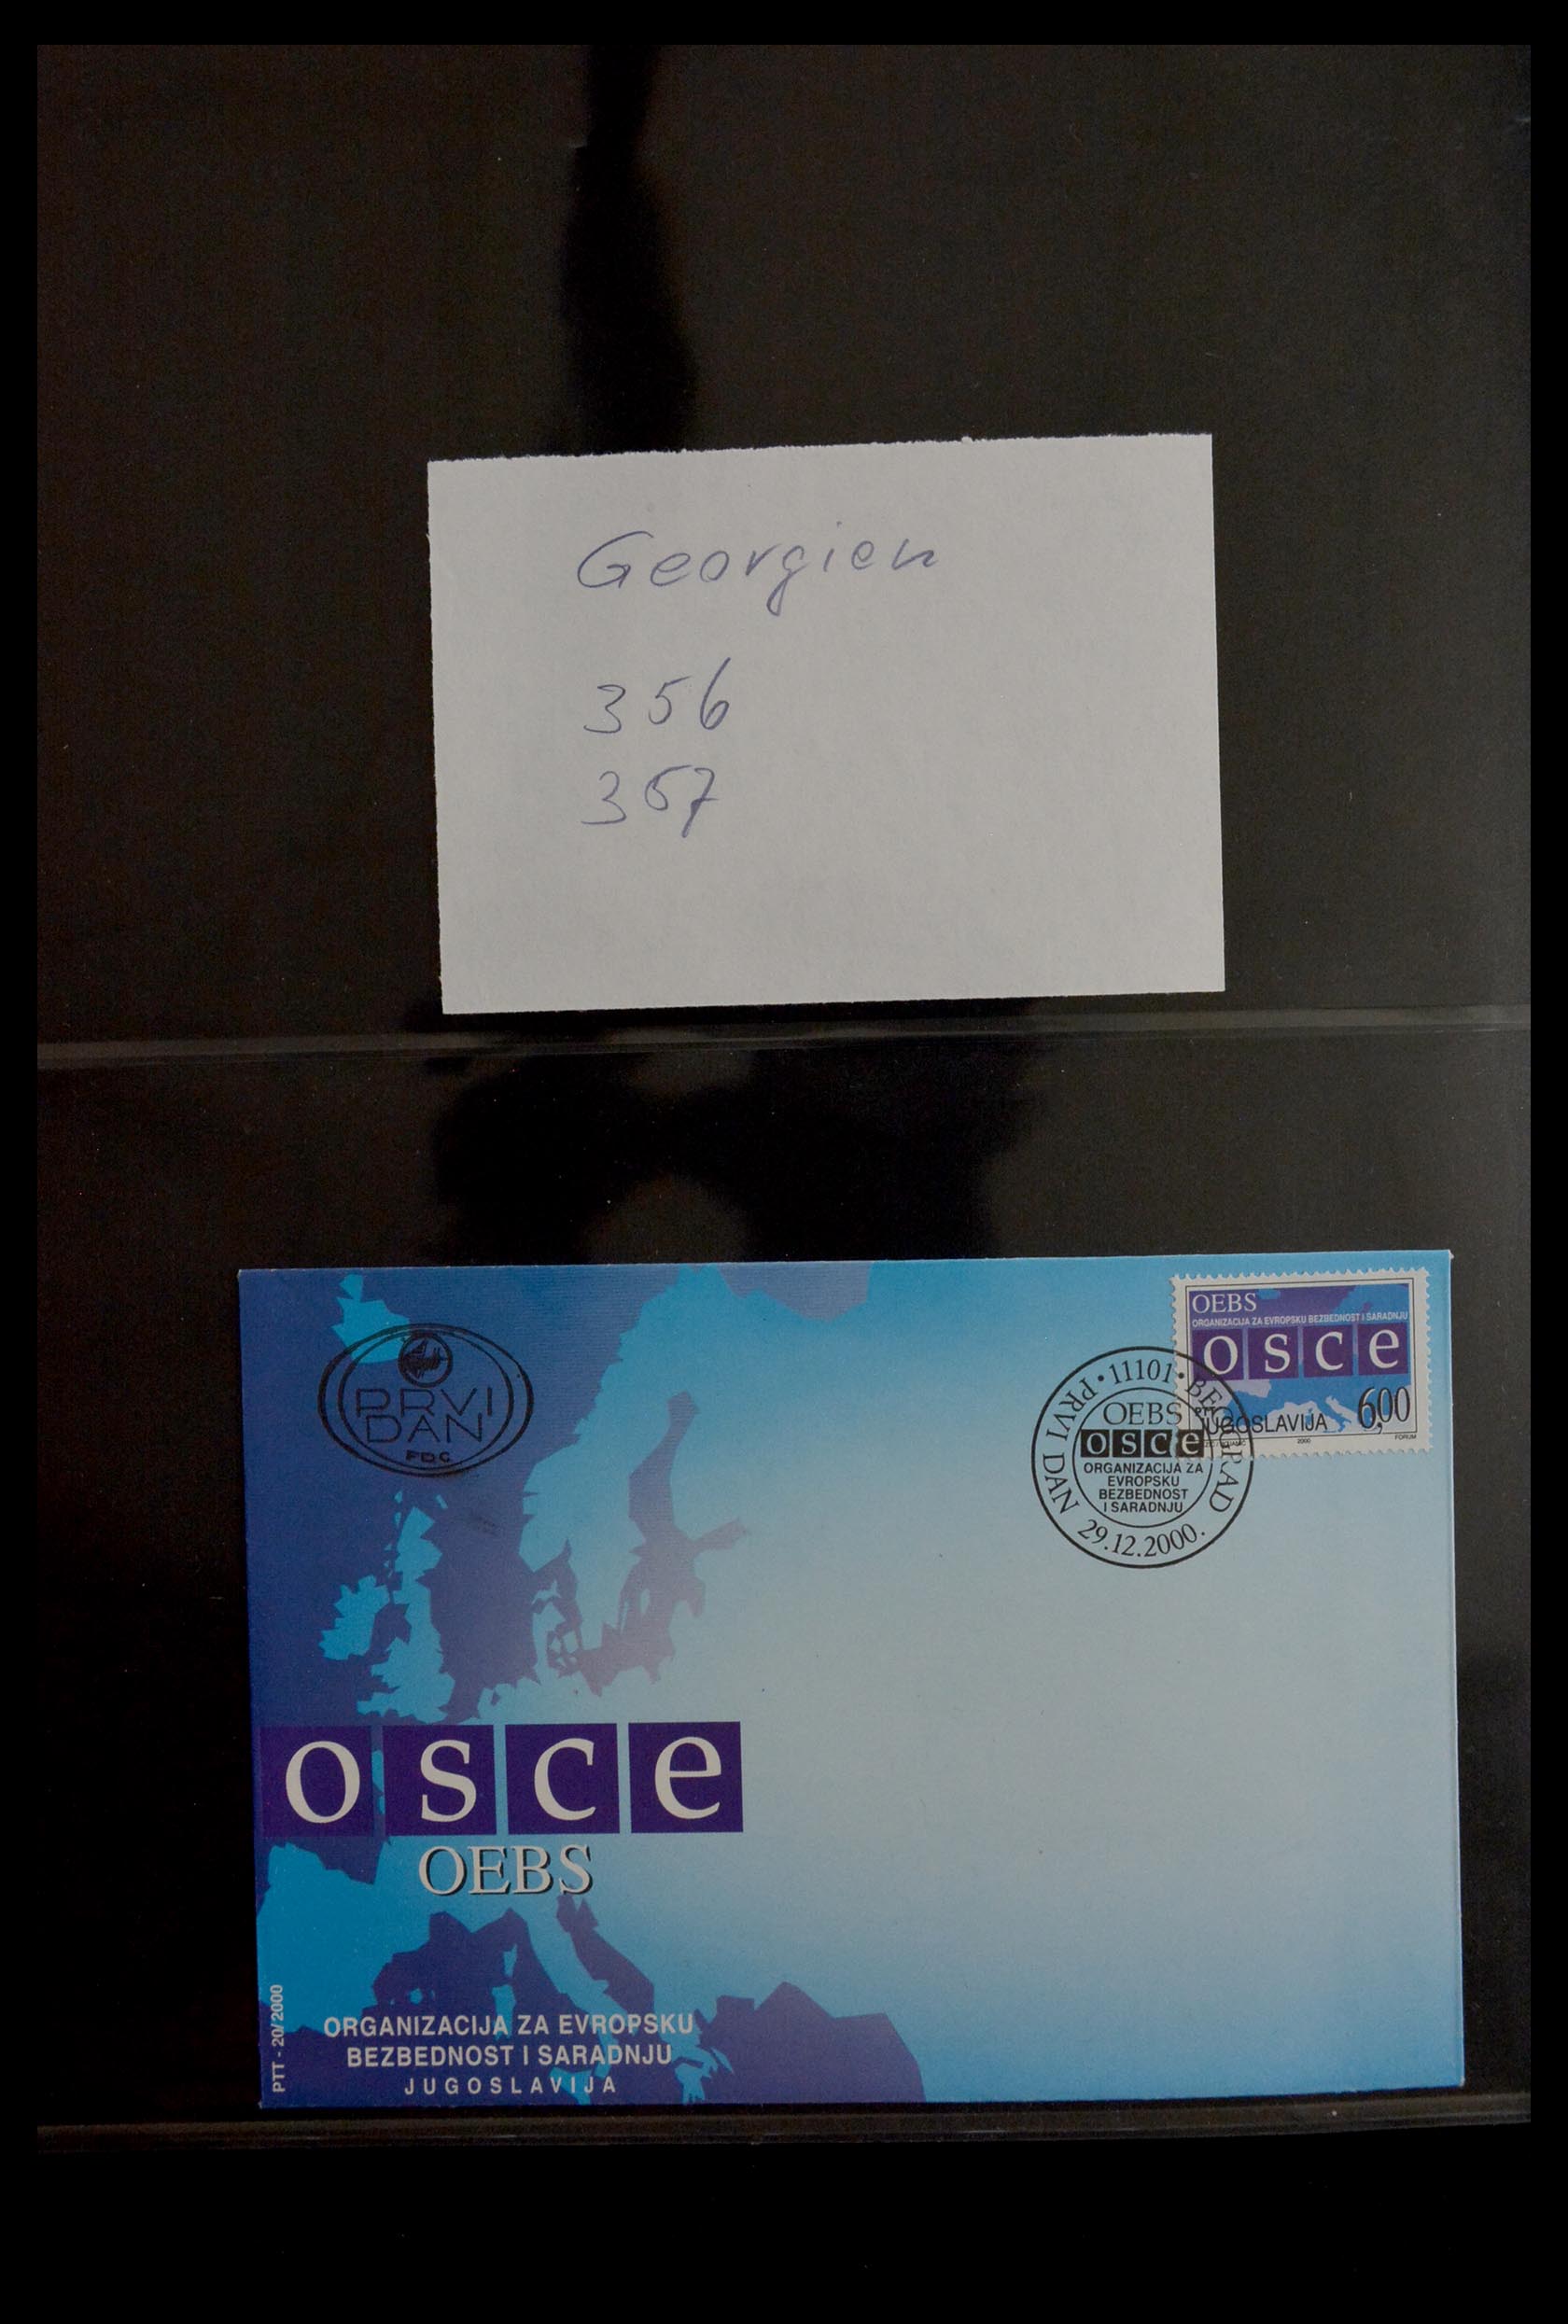 Georgien
356
357
PRVI
DAN
FDC
OEBS
ORGANIZACIJA ZA EVROPSKU BEZBEDNOST I SARADNJU
osce
PTT
JUGOSLAVIJA 6,00
2000
FORUM
PRVI DAN • 11101 • BEOGRAD
OEBS
osce
ORGANIZACIJA ZA
EVROPSKU
BEZBEDNOST
I SARADNJU
29.12.2000.
osce
OEBS
ORGANIZACIJA ZA EVROPSKU
BEZBEDNOST I SARADNJU
JUGOSLAVIJA
PTT - 20/2000